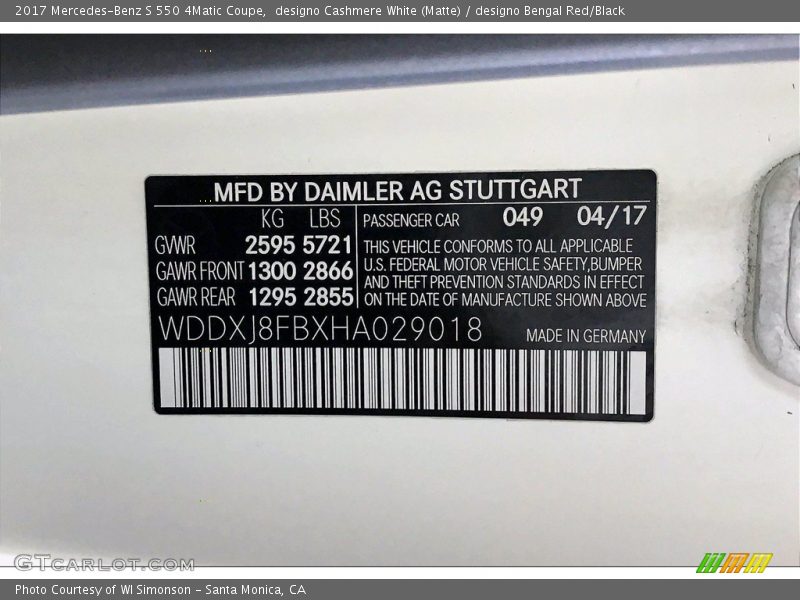 2017 Mercedes-Benz S 550 4Matic Coupe, designo Cashmere White (Matte) / designo Bengal Red/Black
MFD BY DAIMLER AG STUTTGART
KG LBS
GVWR 2595 5721
GAWR FRONT 1300 2866
GAWR REAR 1295 2855
PASSENGER CAR 049 04/17
THIS VEHICLE CONFORMS TO ALL APPLICABLE
U.S. FEDERAL MOTOR VEHICLE SAFETY,BUMPER
AND THEFT PREVENTION STANDARDS IN EFFECT
ON THE DATE OF MANUFACTURE SHOWN ABOVE
WDDXJ8FBXHA029018 MADE IN GERMANY
GTCARLOT.COM
Photo Courtesy of WI Simonson - Santa Monica, CA